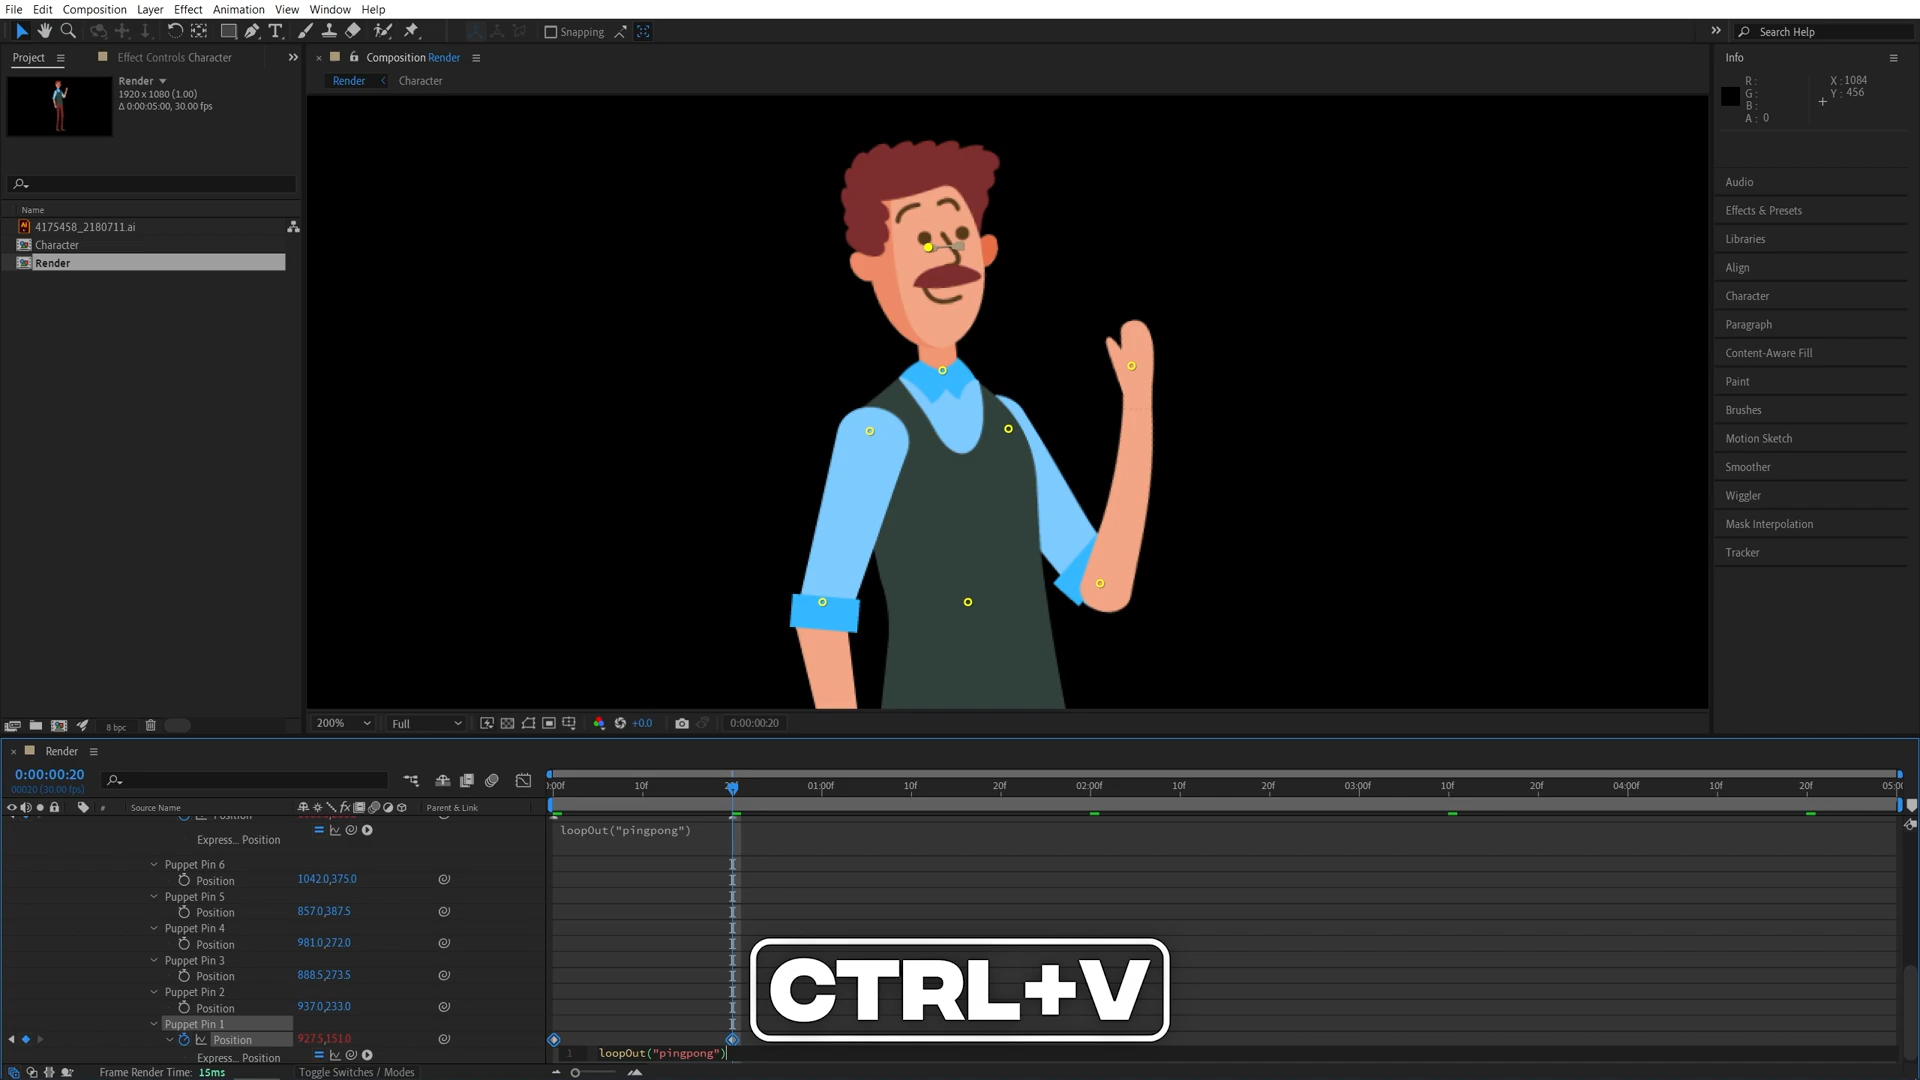 File Edit Composition Layer Effect Animation View Window Help
Snapping
Search Help
Project
Effect Controls Character
Composition Render
Info
Render
Character
Render
1920 x 1080 (1.00)
Δ 0:00:05:00, 30.00 fps
R :
G :
B :
A : 0
X : 1084
Y : 456
Name
4175458_2180711.ai
Character
Render
Audio
Effects & Presets
Libraries
Align
Character
Paragraph
Content-Aware Fill
Paint
Brushes
Motion Sketch
Smoother
Wiggler
Mask Interpolation
Tracker
8 bpc
200%
Full
+0.0
0:00:00:20
Render
0:00:00:20
00020 (30.00 fps)
10f 01:00f 10f 20f 02:00f 10f 20f 03:00f 10f 20f 04:00f 10f 20f
# Source Name
Parent & Link
Express... Position
loopOut("pingpong")
Puppet Pin 6
Position 1042.0,375.0
Puppet Pin 5
Position 857.0,387.5
Puppet Pin 4
Position 981.0,272.0
Puppet Pin 3
Position 888.5,273.5
Puppet Pin 2
Position 937.0,233.0
Puppet Pin 1
Position 927.5,151.0
Express... Position
1 loopOut("pingpong")
CTRL+V
Frame Render Time: 15ms
Toggle Switches / Modes